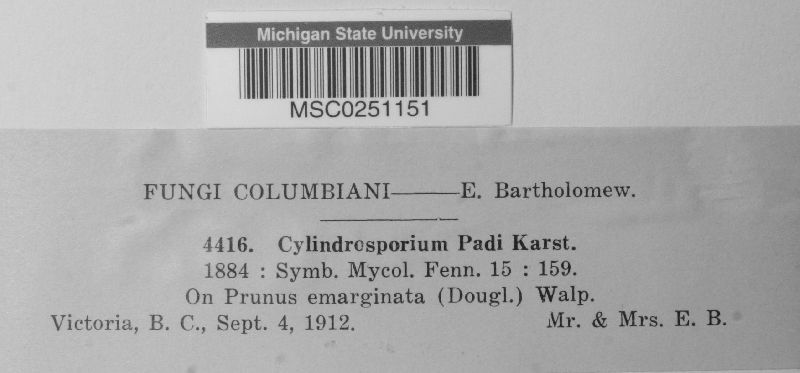 Michigan State University
MSC0251151
FUNGI COLUMBIANI———E. Bartholomew.
4416. Cylindrosporium Padi Karst.
1884 : Symb. Mycol. Fenn. 15 : 159.
On Prunus emarginata (Dougl.) Walp.
Victoria, B. C., Sept. 4, 1912. Mr. & Mrs. E. B.